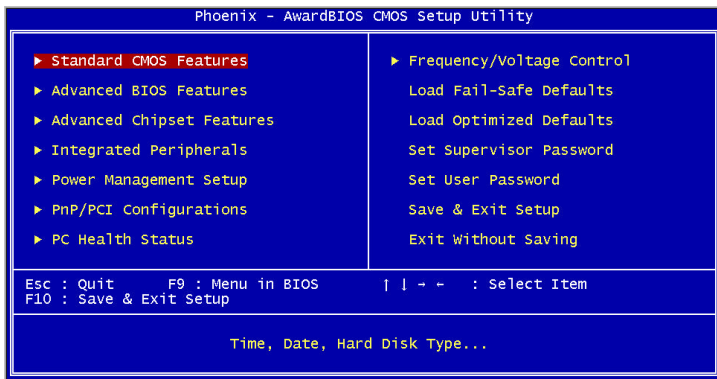 Phoenix - AwardBIOS CMOS Setup Utility
▶ Standard CMOS Features
▶ Advanced BIOS Features
▶ Advanced Chipset Features
▶ Integrated Peripherals
▶ Power Management Setup
▶ PnP/PCI Configurations
▶ PC Health Status
▶ Frequency/Voltage Control
Load Fail-Safe Defaults
Load Optimized Defaults
Set Supervisor Password
Set User Password
Save & Exit Setup
Exit Without Saving
Esc : Quit F9 : Menu in BIOS ↑ ↓ → ← : Select Item
F10 : Save & Exit Setup
Time, Date, Hard Disk Type...